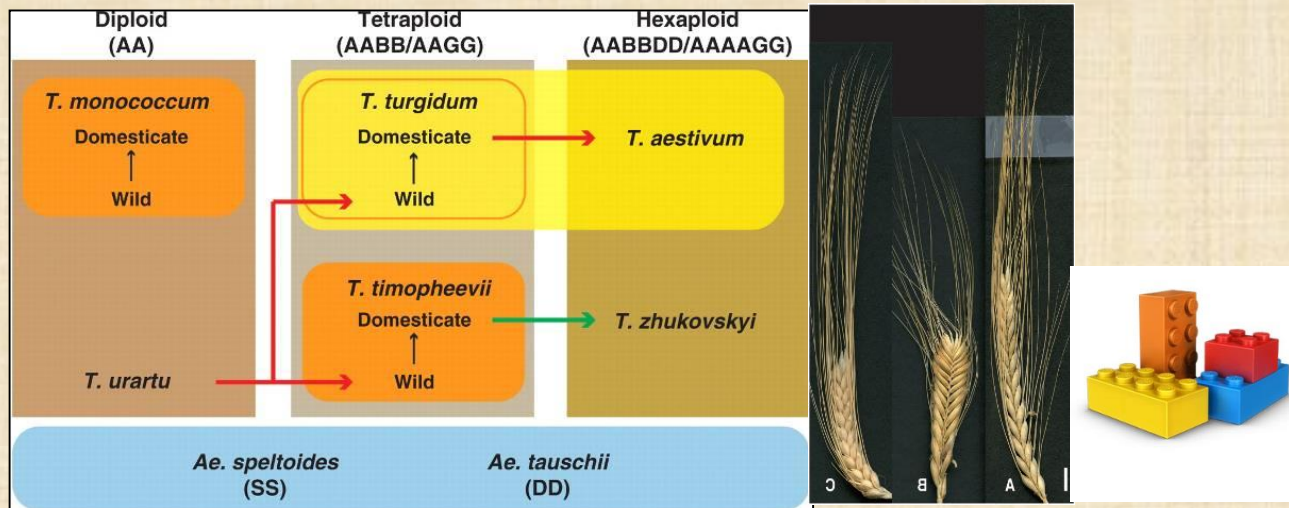 Diploid
(AA)
Tetraploid
(AABB/AAGG)
Hexaploid
(AABBDD/AAAAGG)
T. monococcum
Domesticate
Wild
T. turgidum
Domesticate
Wild
T. aestivum
T. timopheevii
Domesticate
Wild
T. zhukovskyi
T. urartu
Ae. speltoides
(SS)
Ae. tauschii
(DD)
C
B
A